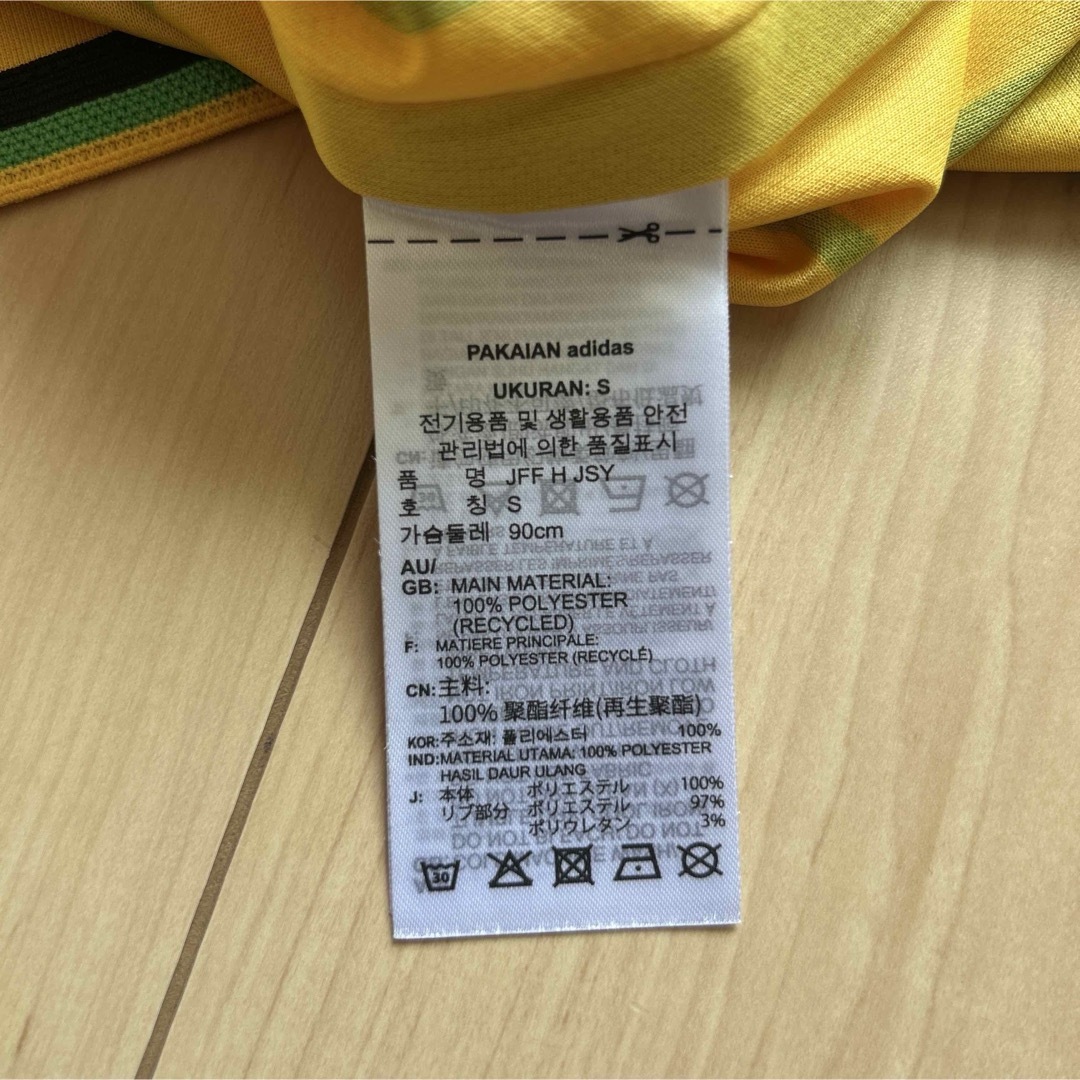 PAKAIAN adidas
UKURAN: S
전기용품 및 생활용품 안전
관리법에 의한 품질표시
품 명 JFF H JSY
호 칭 S
가슴둘레 90cm
AU/
GB: MAIN MATERIAL:
100% POLYESTER
(RECYCLED)
F: MATIERE PRINCIPALE:
100% POLYESTER (RECYCLÉ)
CN: 主料:
100% 聚酯纤维(再生聚酯)
KOR: 주소재: 폴리에스터 100%
IND: MATERIAL UTAMA: 100% POLYESTER
HASIL DAUR ULANG
J: 本体 ポリエステル 100%
リブ部分 ポリエステル 97%
ポリウレタン 3%
30